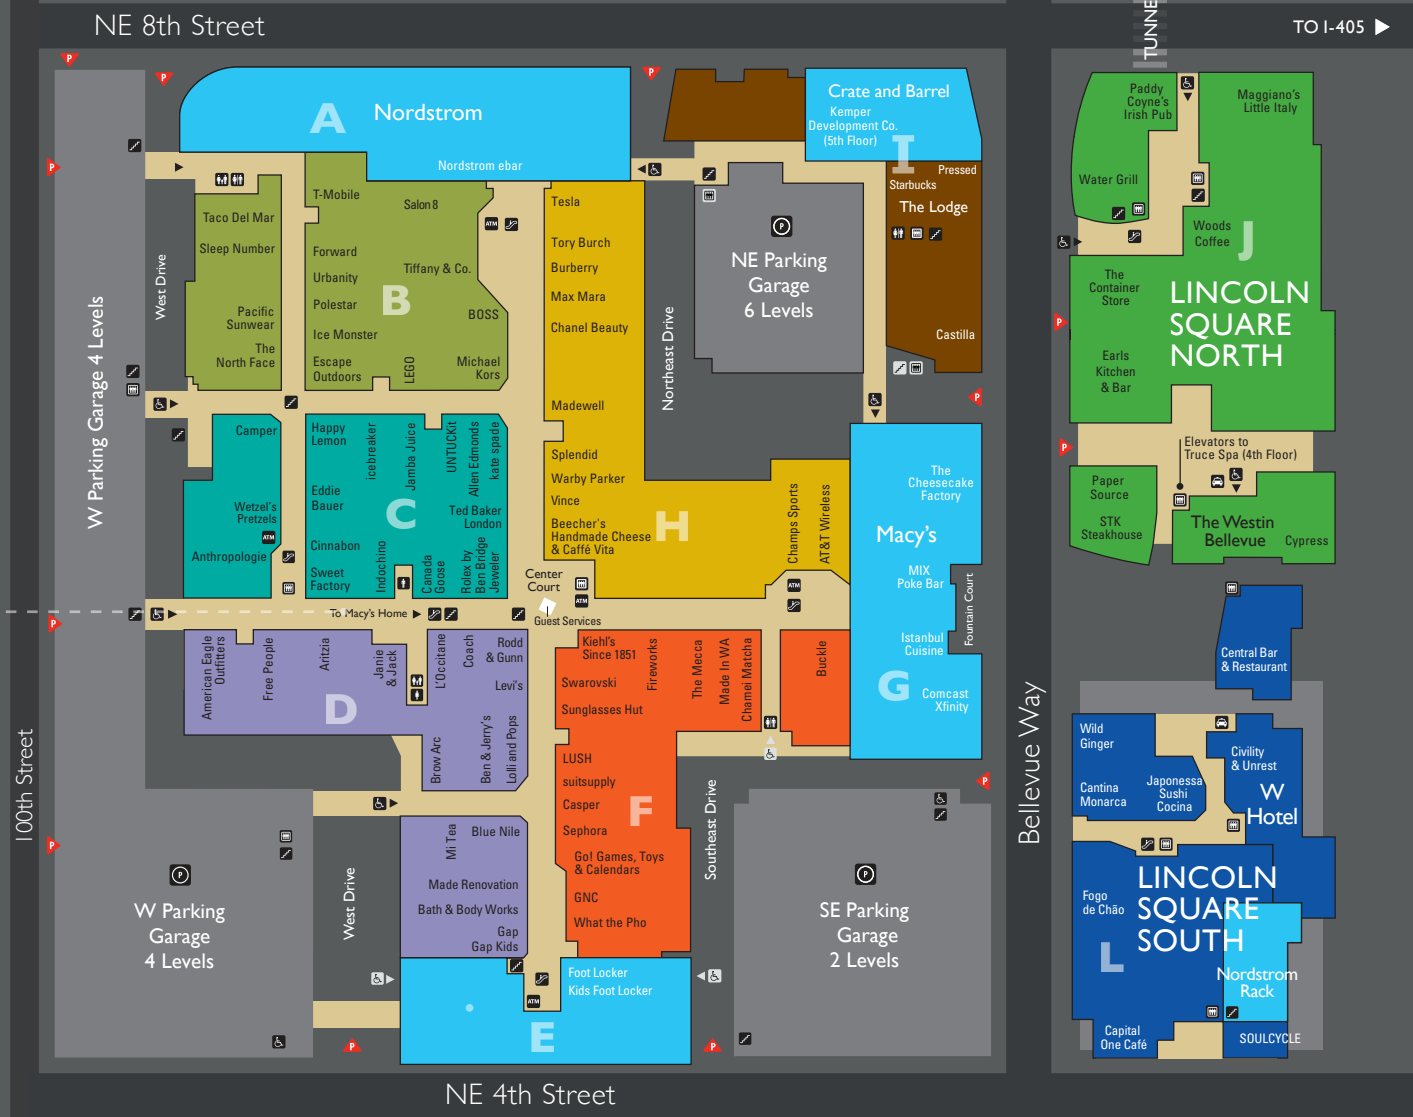 NE 8th Street
TO I-405
TUNNE
A
Nordstrom
Nordstrom ebar
Crate and Barrel
Kemper
Development Co.
(5th Floor)
I
Pressed
Starbucks
The Lodge
Castilla
W Parking Garage 4 Levels
West Drive
Taco Del Mar
Sleep Number
Pacific
Sunwear
The
North Face
T-Mobile
Salon 8
Forward
Urbanity
Tiffany & Co.
B
Polestar
BOSS
Ice Monster
Escape
Outdoors
LEGO
Michael
Kors
ATM
Tesla
Tory Burch
Burberry
Max Mara
Chanel Beauty
Madewell
Splendid
Warby Parker
Vince
Beecher's
Handmade Cheese
& Caffé Vita
H
Champs Sports
AT&T Wireless
ATM
Northeast Drive
P
NE Parking
Garage
6 Levels
Camper
Wetzel's
Pretzels
ATM
Anthropologie
Happy
Lemon
icebreaker
Jamba Juice
UNTUCKit
Allen Edmonds
kate spade
Eddie
Bauer
C
Ted Baker
London
Cinnabon
Sweet
Factory
Indochino
Canada
Goose
Rolex by
Ben Bridge
Jeweler
Center
Court
ATM
Guest Services
To Macy's Home
The
Cheesecake
Factory
Macy's
MIX
Poke Bar
Fountain Court
Istanbul
Cuisine
G
Comcast
Xfinity
American Eagle
Outfitters
Free People
Aritzia
Janie
& Jack
L'Occitane
Coach
Rodd
& Gunn
Levi's
D
Brow Arc
Ben & Jerry's
Lolli and Pops
Kiehl's
Since 1851
Fireworks
The Mecca
Made In WA
Chamei Matcha
Buckle
Swarovski
Sunglasses Hut
LUSH
suitsupply
Casper
F
Sephora
Go! Games, Toys
& Calendars
GNC
What the Pho
Mi Tea
Blue Nile
Made Renovation
Bath & Body Works
Gap
Gap Kids
Foot Locker
Kids Foot Locker
ATM
E
West Drive
Southeast Drive
P
W Parking
Garage
4 Levels
P
SE Parking
Garage
2 Levels
100th Street
Bellevue Way
NE 4th Street
Paddy
Coyne's
Irish Pub
Maggiano's
Little Italy
Water Grill
Woods
Coffee
J
The
Container
Store
LINCOLN
SQUARE
NORTH
Earls
Kitchen
& Bar
Elevators to
Truce Spa (4th Floor)
Paper
Source
STK
Steakhouse
The Westin
Bellevue
Cypress
Central Bar
& Restaurant
Wild
Ginger
Civility
& Unrest
Cantina
Monarca
Japonessa
Sushi
Cocina
W
Hotel
Fogo
de Chão
LINCOLN
SQUARE
SOUTH
L
Nordstrom
Rack
Capital
One Café
SOULCYCLE